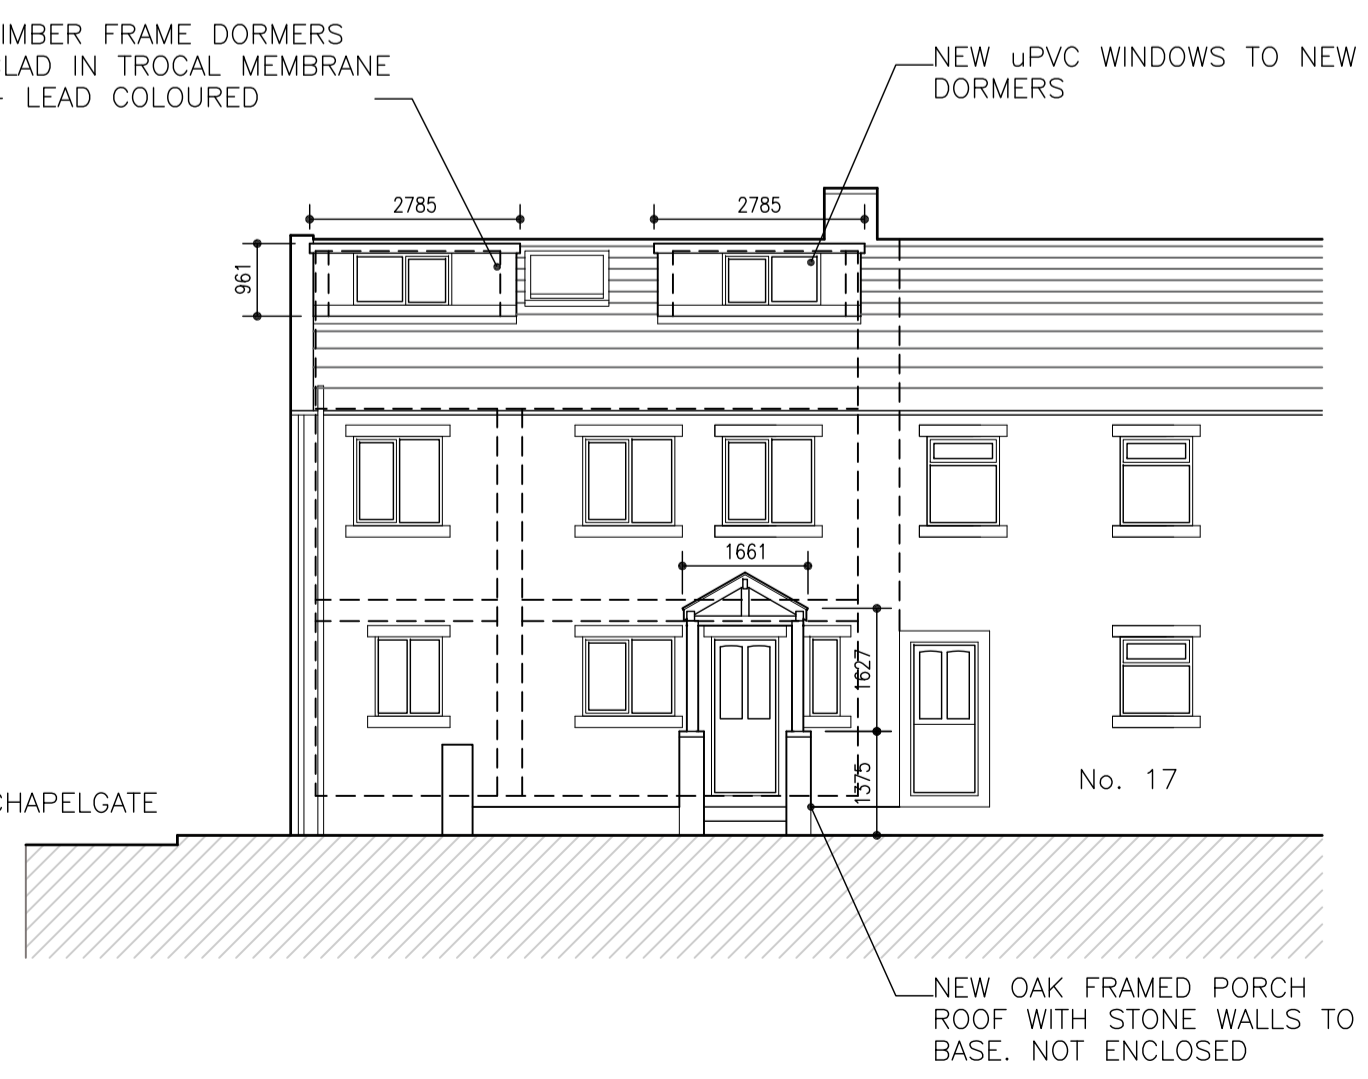 IMBER FRAME DORMERS
LAD IN TROCAL MEMBRANE
- LEAD COLOURED
NEW uPVC WINDOWS TO NEW
DORMERS
2785
2785
961
1661
1627
1375
No. 17
CHAPELGATE
NEW OAK FRAMED PORCH
ROOF WITH STONE WALLS TO
BASE. NOT ENCLOSED